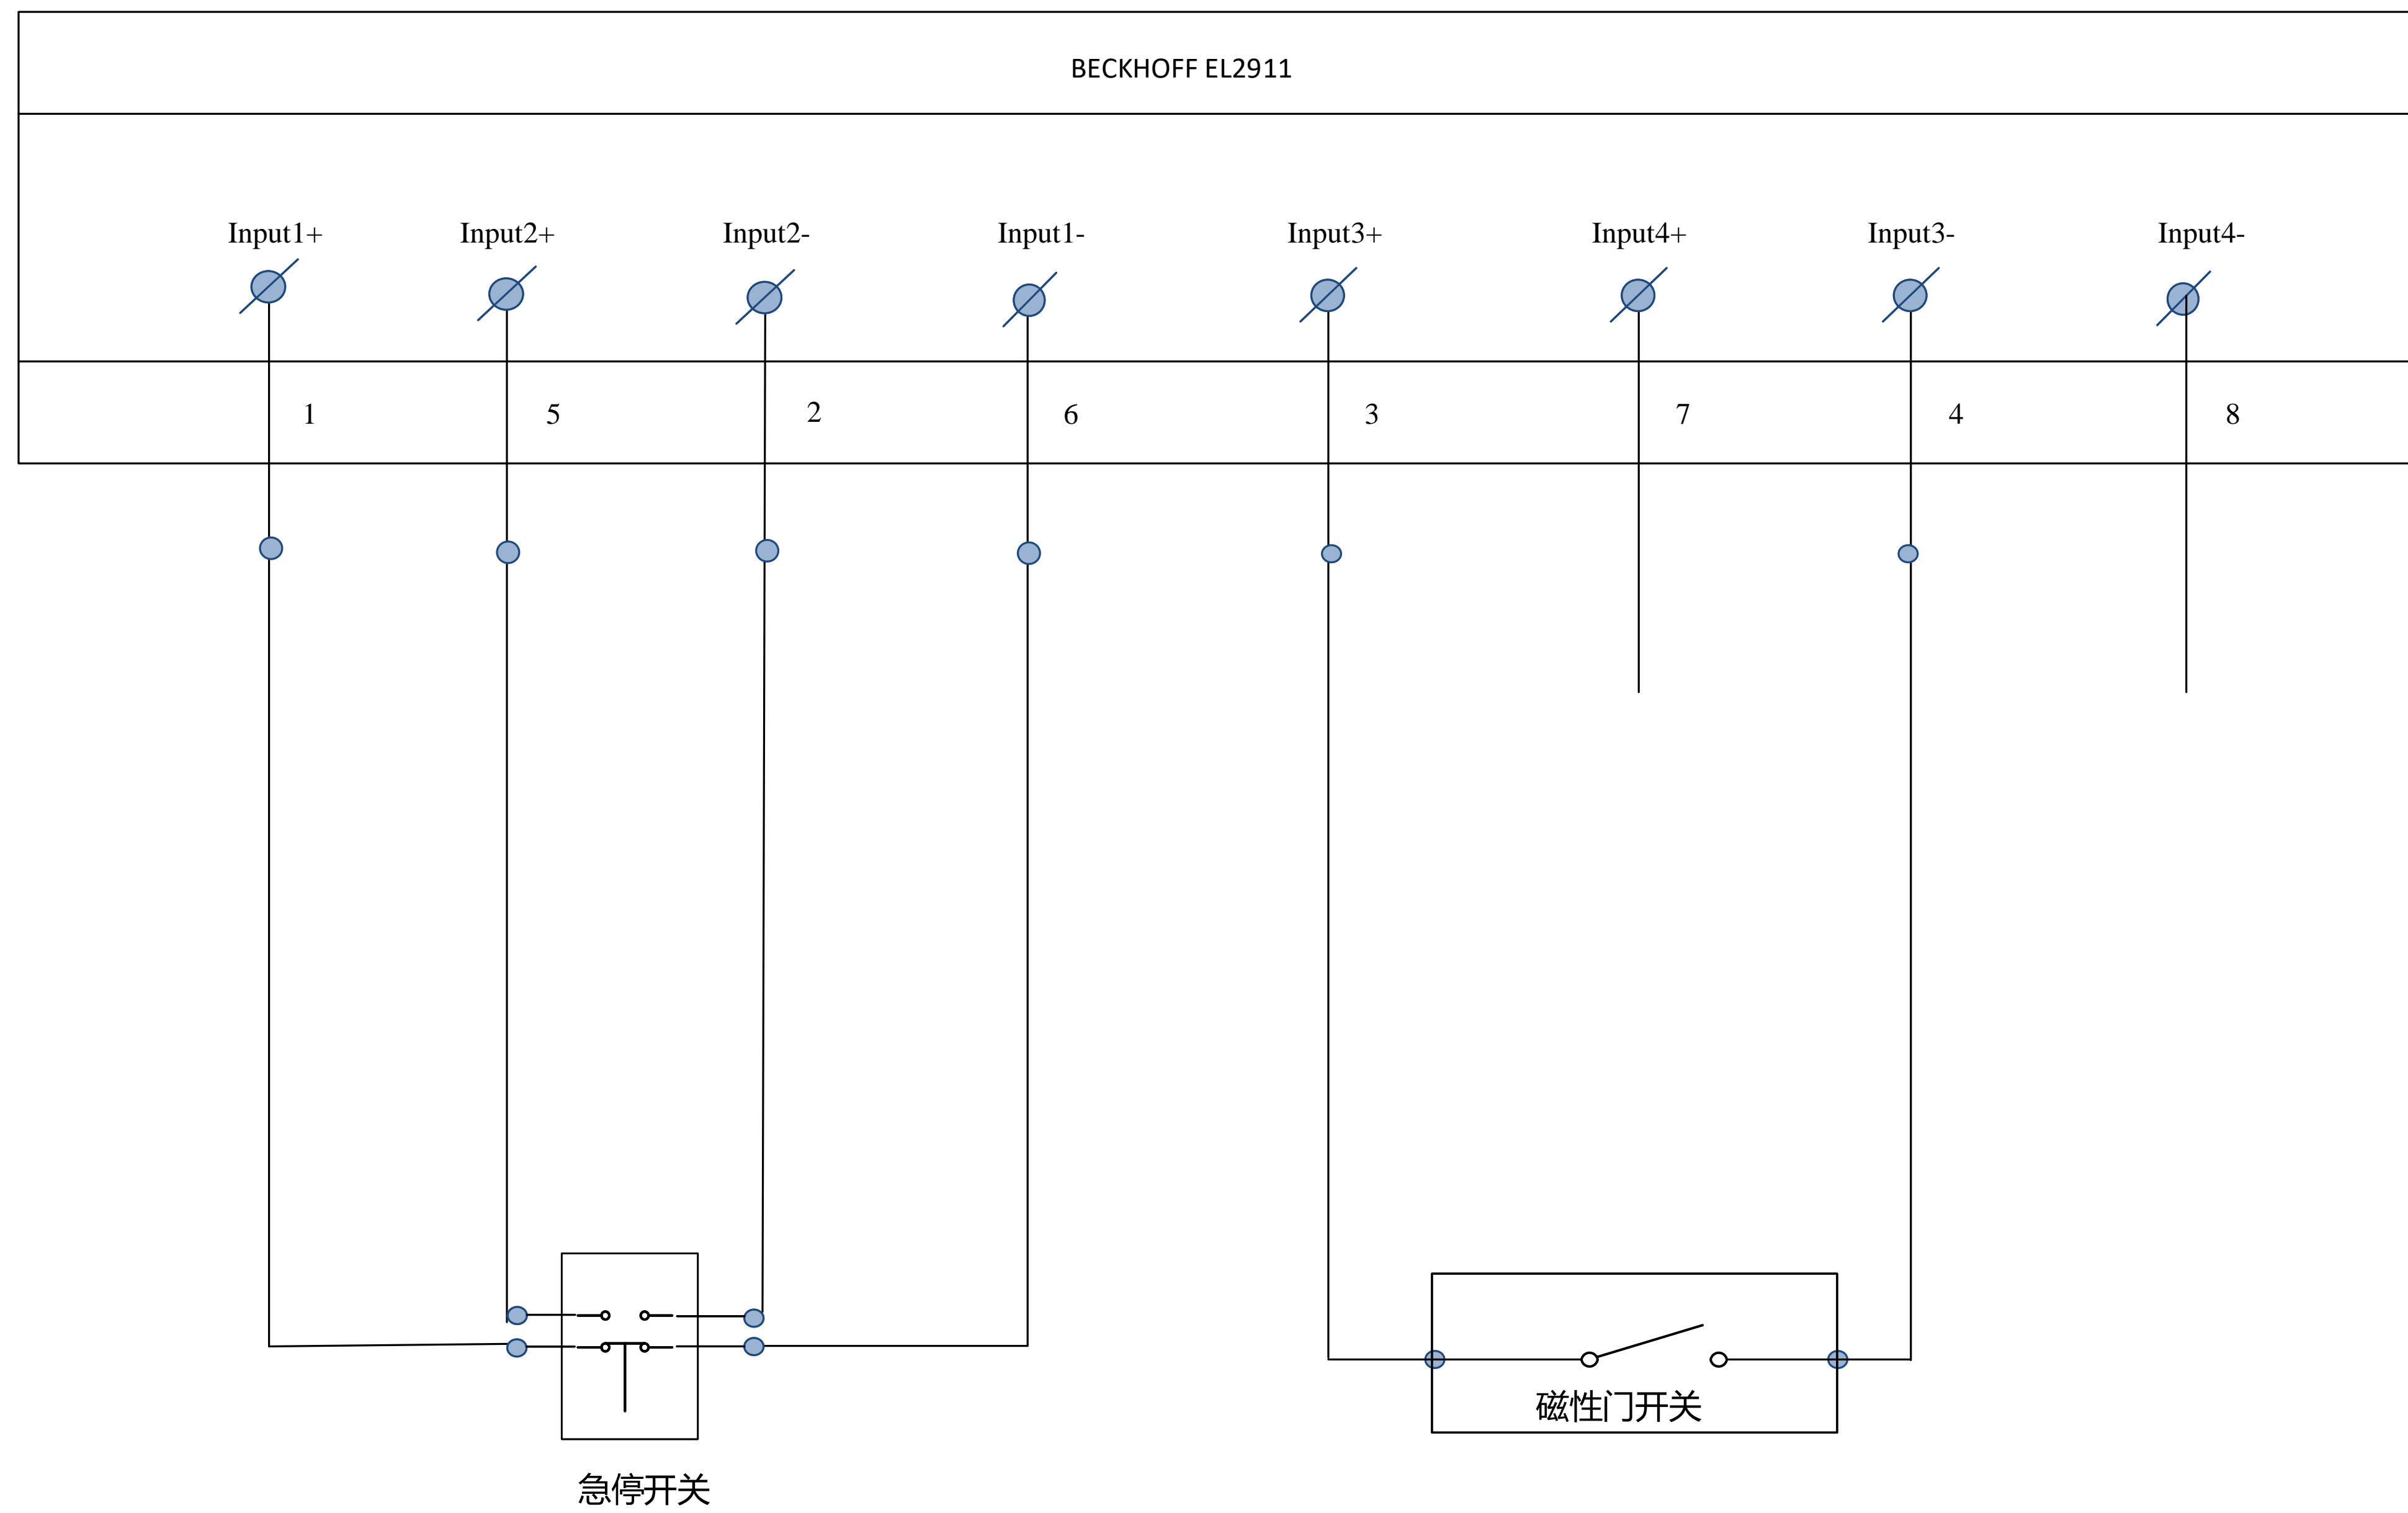 BECKHOFF EL2911
Input1+ Input2+ Input2- Input1- Input3+ Input4+ Input3- Input4-
1 5 2 6 3 7 4 8
磁性门开关
急停开关